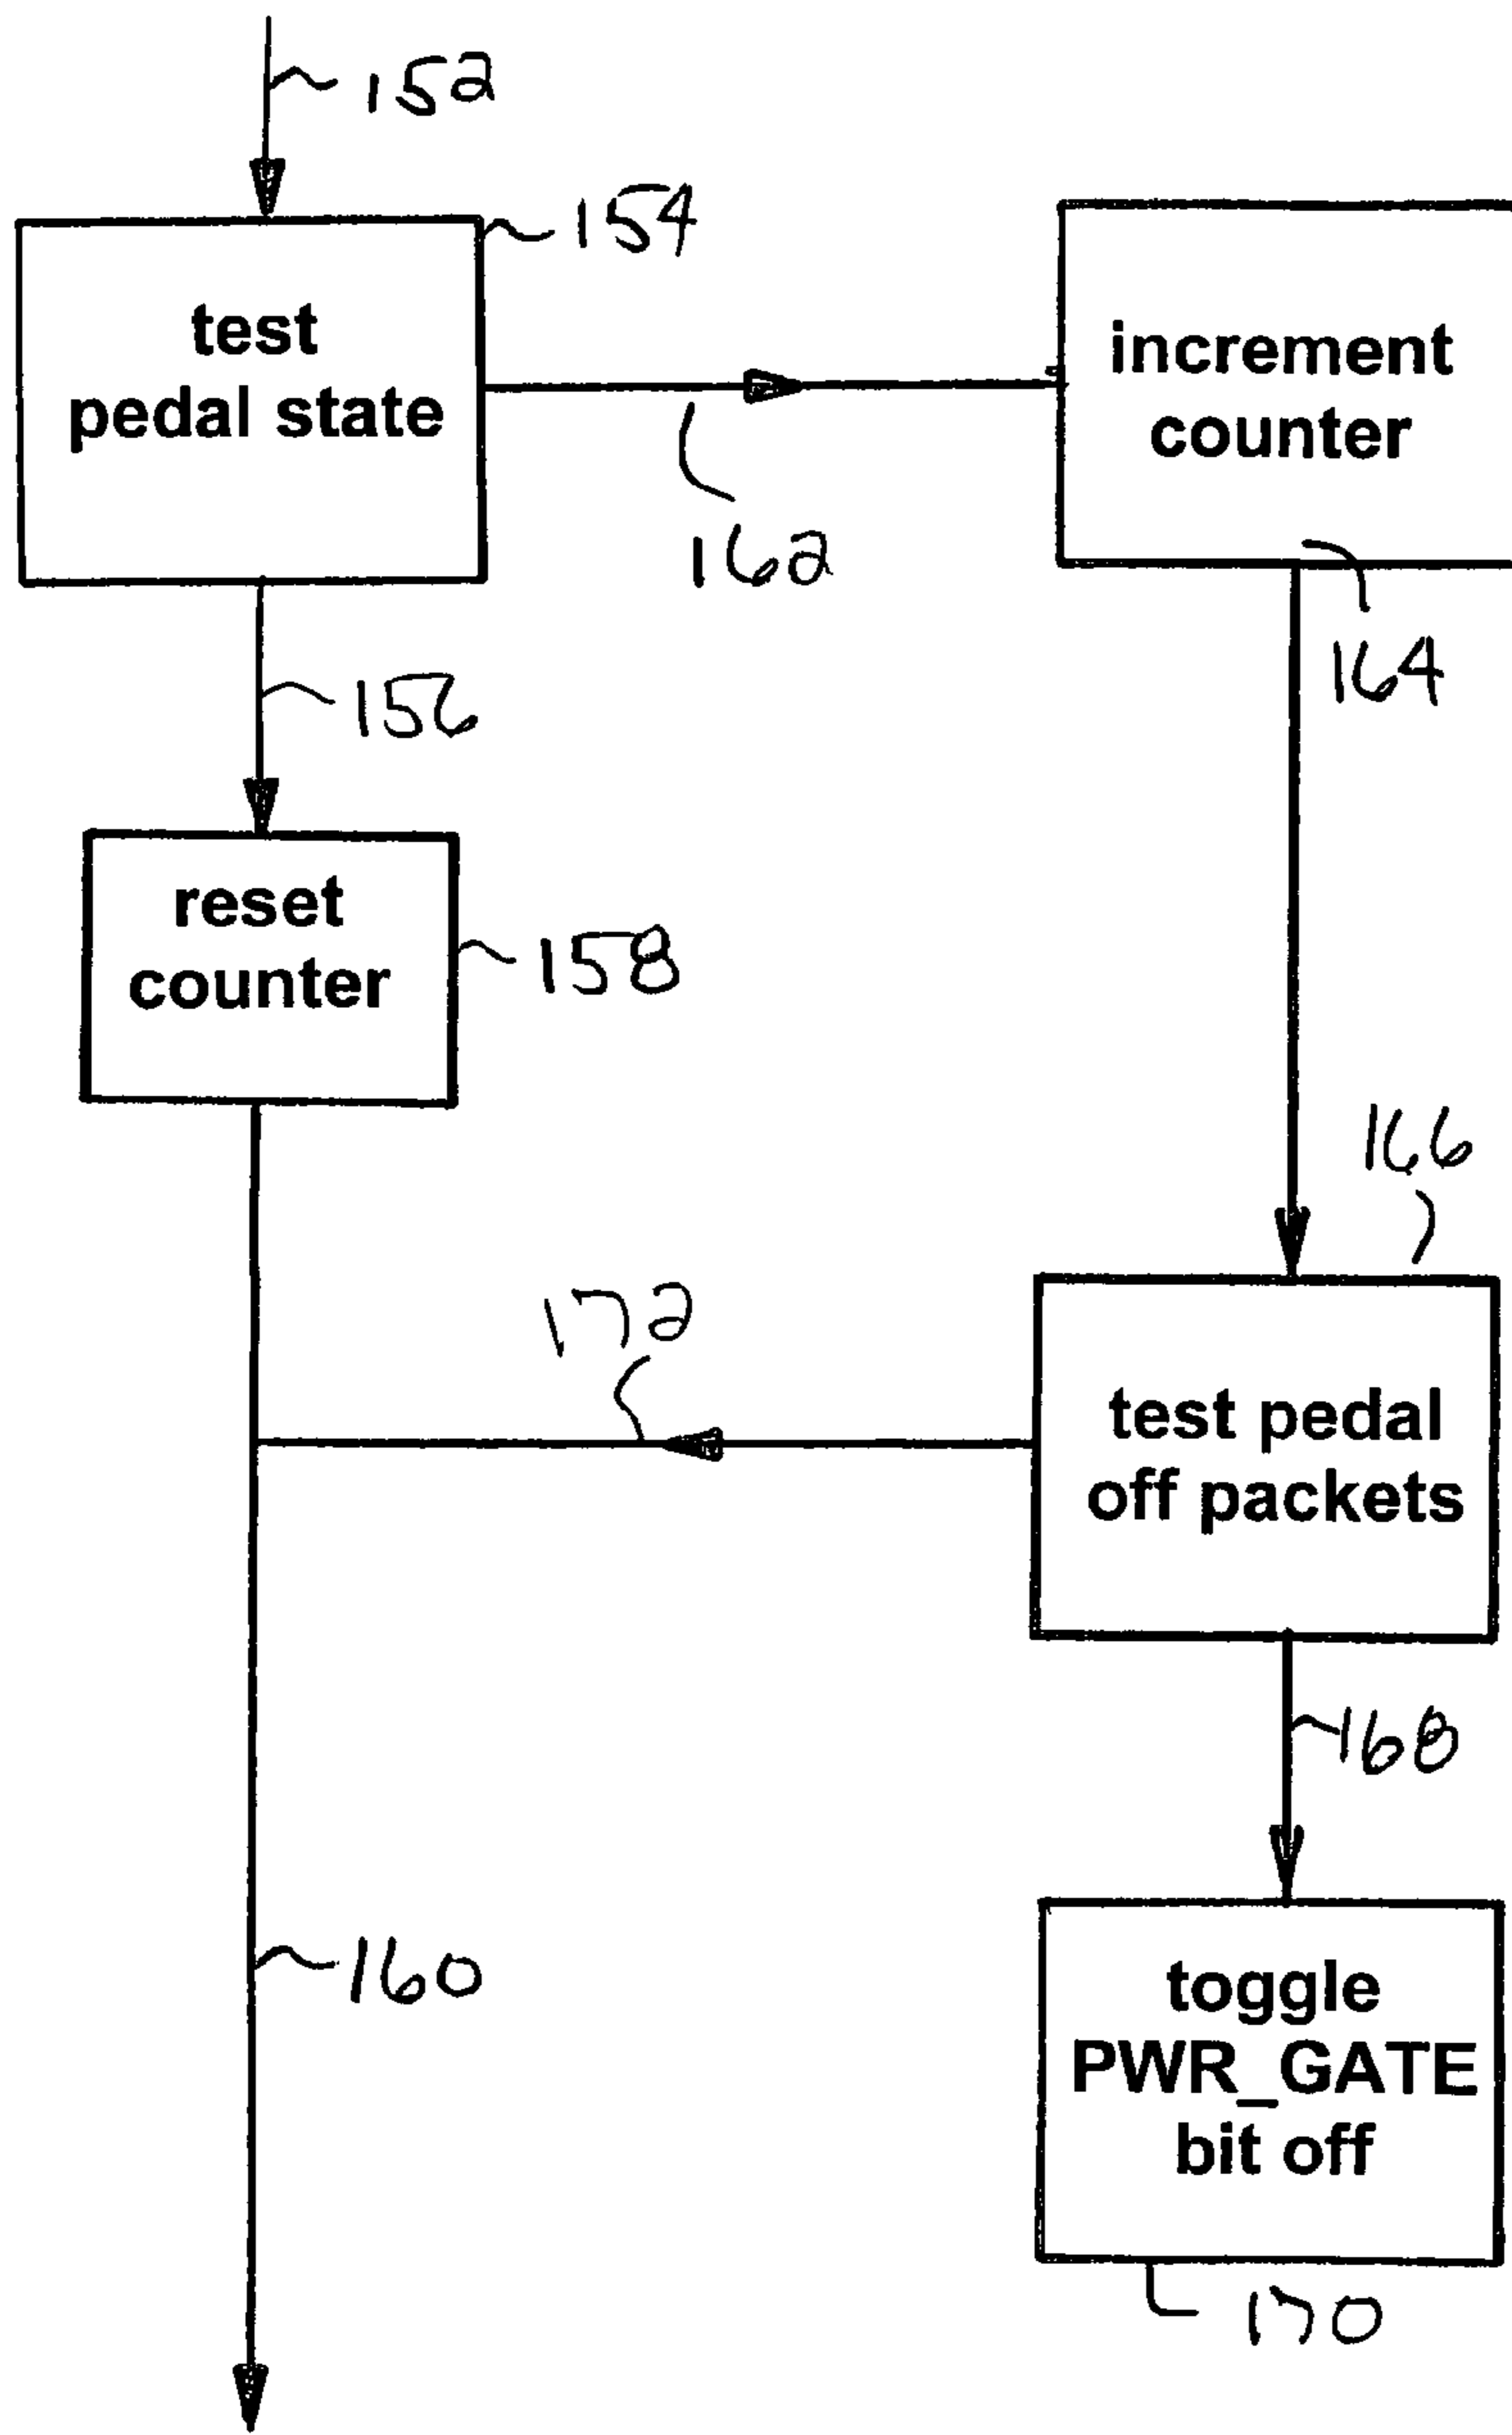 152
154
test
pedal state
increment
counter
162
164
156
reset
counter
158
166
172
test pedal
off packets
168
160
toggle
PWR_GATE
bit off
170